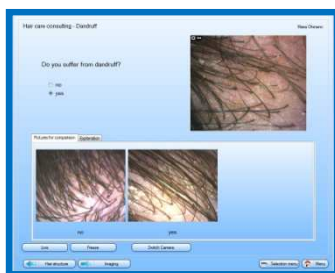 Hair care consulting - Dandruff
Do you suffer from dandruff?
no
yes
Pictures for comparison
Explanation
no
yes
Live
Freeze
Switch Camera
Hair structure
Imaging
Selection menu
Menu